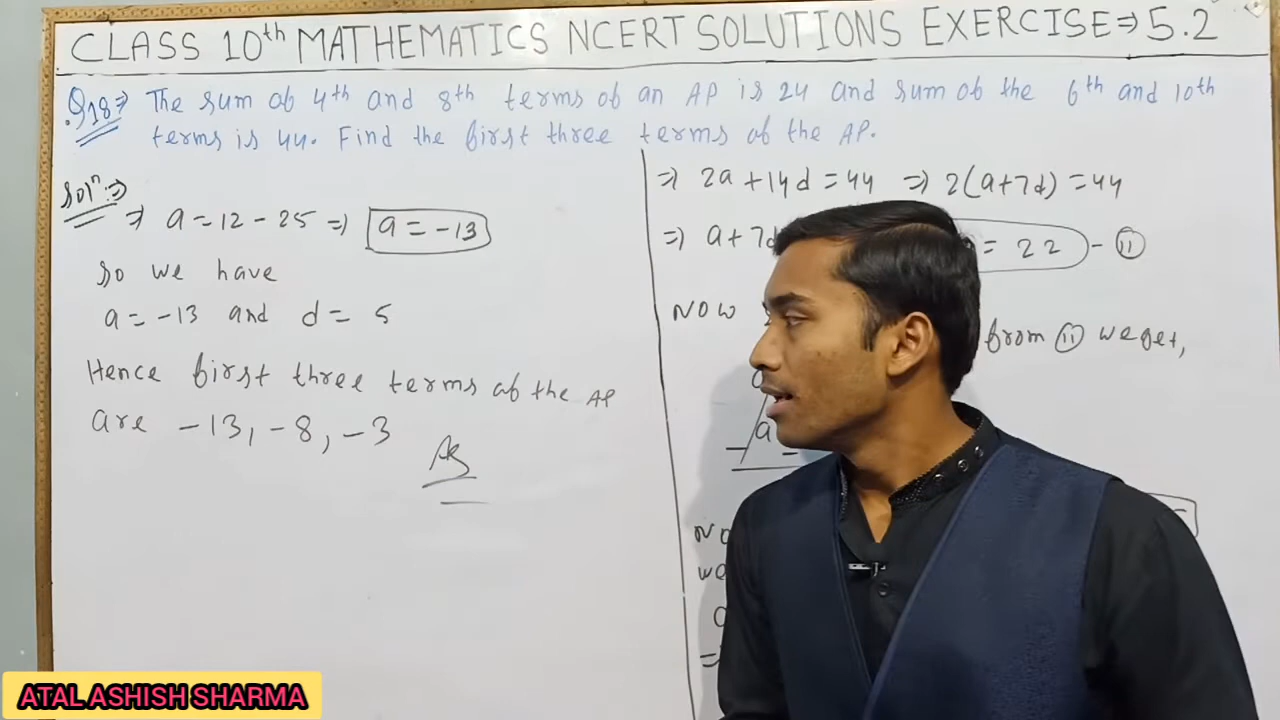 CLASS 10th MATHEMATICS NCERT SOLUTIONS EXERCISE⇒5.2
Q18⇒ The sum of 4th and 8th terms of an AP is 24 and sum of the 6th and 10th
terms is 44. Find the first three terms of the AP.
Solⁿ:⇒
⇒ a = 12 - 25 ⇒ a = -13
so we have
a = -13 and d = 5
Hence first three terms of the AP
are -13, -8, -3
Ans
⇒ 2a + 14d = 44 ⇒ 2(a+7d) = 44
⇒ a + 7d = 22 - (ii)
NOW
from (ii) we get,
a
ATAL ASHISH SHARMA